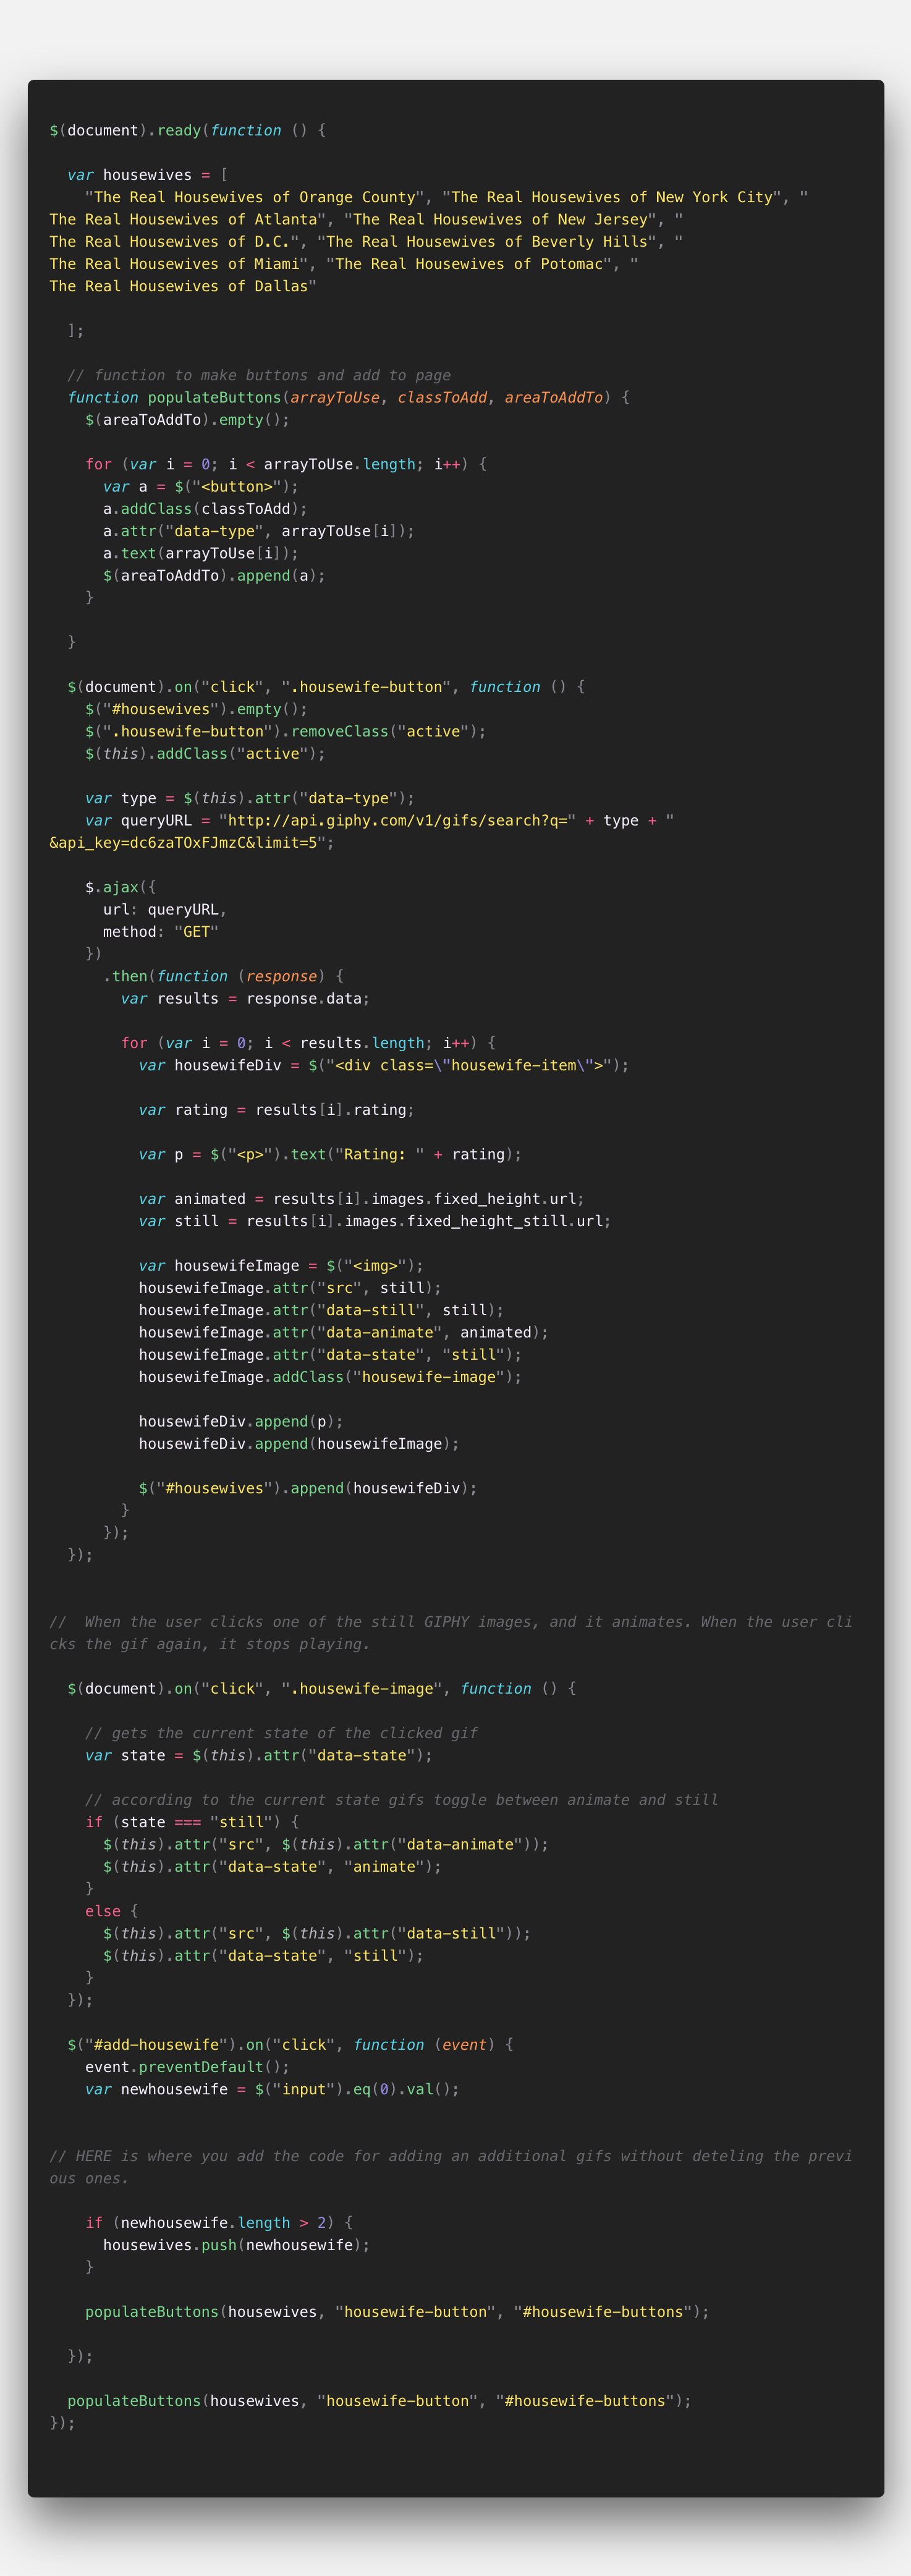 $(document).ready(function () {
  var housewives = [
    "The Real Housewives of Orange County", "The Real Housewives of New York City", "
The Real Housewives of Atlanta", "The Real Housewives of New Jersey", "
The Real Housewives of D.C.", "The Real Housewives of Beverly Hills", "
The Real Housewives of Miami", "The Real Housewives of Potomac", "
The Real Housewives of Dallas"
  ];
  // function to make buttons and add to page
  function populateButtons(arrayToUse, classToAdd, areaToAddTo) {
    $(areaToAddTo).empty();
    for (var i = 0; i < arrayToUse.length; i++) {
      var a = $("<button>");
      a.addClass(classToAdd);
      a.attr("data-type", arrayToUse[i]);
      a.text(arrayToUse[i]);
      $(areaToAddTo).append(a);
    }
  }
  $(document).on("click", ".housewife-button", function () {
    $("#housewives").empty();
    $(".housewife-button").removeClass("active");
    $(this).addClass("active");
    var type = $(this).attr("data-type");
    var queryURL = "http://api.giphy.com/v1/gifs/search?q=" + type + "
&api_key=dc6zaTOxFJmzC&limit=5";
    $.ajax({
      url: queryURL,
      method: "GET"
    })
      .then(function (response) {
        var results = response.data;
        for (var i = 0; i < results.length; i++) {
          var housewifeDiv = $("<div class=\"housewife-item\">");
          var rating = results[i].rating;
          var p = $("<p>").text("Rating: " + rating);
          var animated = results[i].images.fixed_height.url;
          var still = results[i].images.fixed_height_still.url;
          var housewifeImage = $("<img>");
          housewifeImage.attr("src", still);
          housewifeImage.attr("data-still", still);
          housewifeImage.attr("data-animate", animated);
          housewifeImage.attr("data-state", "still");
          housewifeImage.addClass("housewife-image");
          housewifeDiv.append(p);
          housewifeDiv.append(housewifeImage);
          $("#housewives").append(housewifeDiv);
        }
      });
  });
//  When the user clicks one of the still GIPHY images, and it animates. When the user cli
cks the gif again, it stops playing.
  $(document).on("click", ".housewife-image", function () {
    // gets the current state of the clicked gif
    var state = $(this).attr("data-state");
    // according to the current state gifs toggle between animate and still
    if (state === "still") {
      $(this).attr("src", $(this).attr("data-animate"));
      $(this).attr("data-state", "animate");
    }
    else {
      $(this).attr("src", $(this).attr("data-still"));
      $(this).attr("data-state", "still");
    }
  });
  $("#add-housewife").on("click", function (event) {
    event.preventDefault();
    var newhousewife = $("input").eq(0).val();
// HERE is where you add the code for adding an additional gifs without deteling the previ
ous ones.
    if (newhousewife.length > 2) {
      housewives.push(newhousewife);
    }
    populateButtons(housewives, "housewife-button", "#housewife-buttons");
  });
  populateButtons(housewives, "housewife-button", "#housewife-buttons");
});